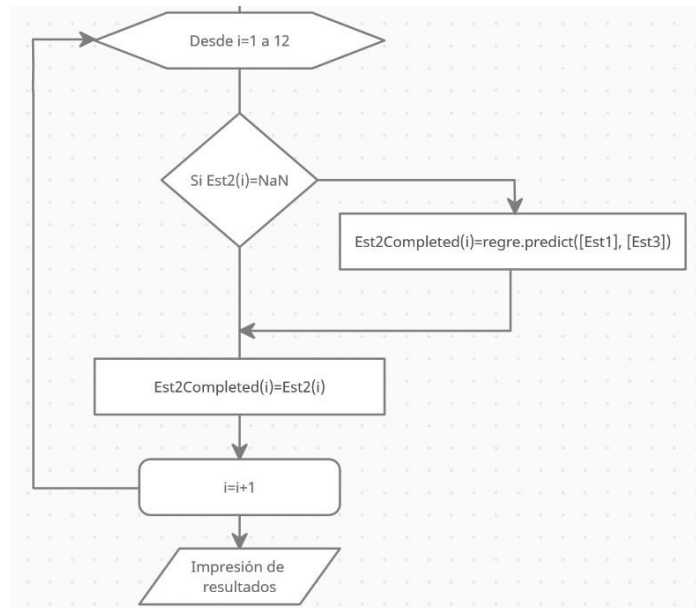 Desde i=1 a 12
Si Est2(i)=NaN
Est2Completed(i)=regre.predict([Est1], [Est3])
Est2Completed(i)=Est2(i)
i=i+1
Impresión de
resultados